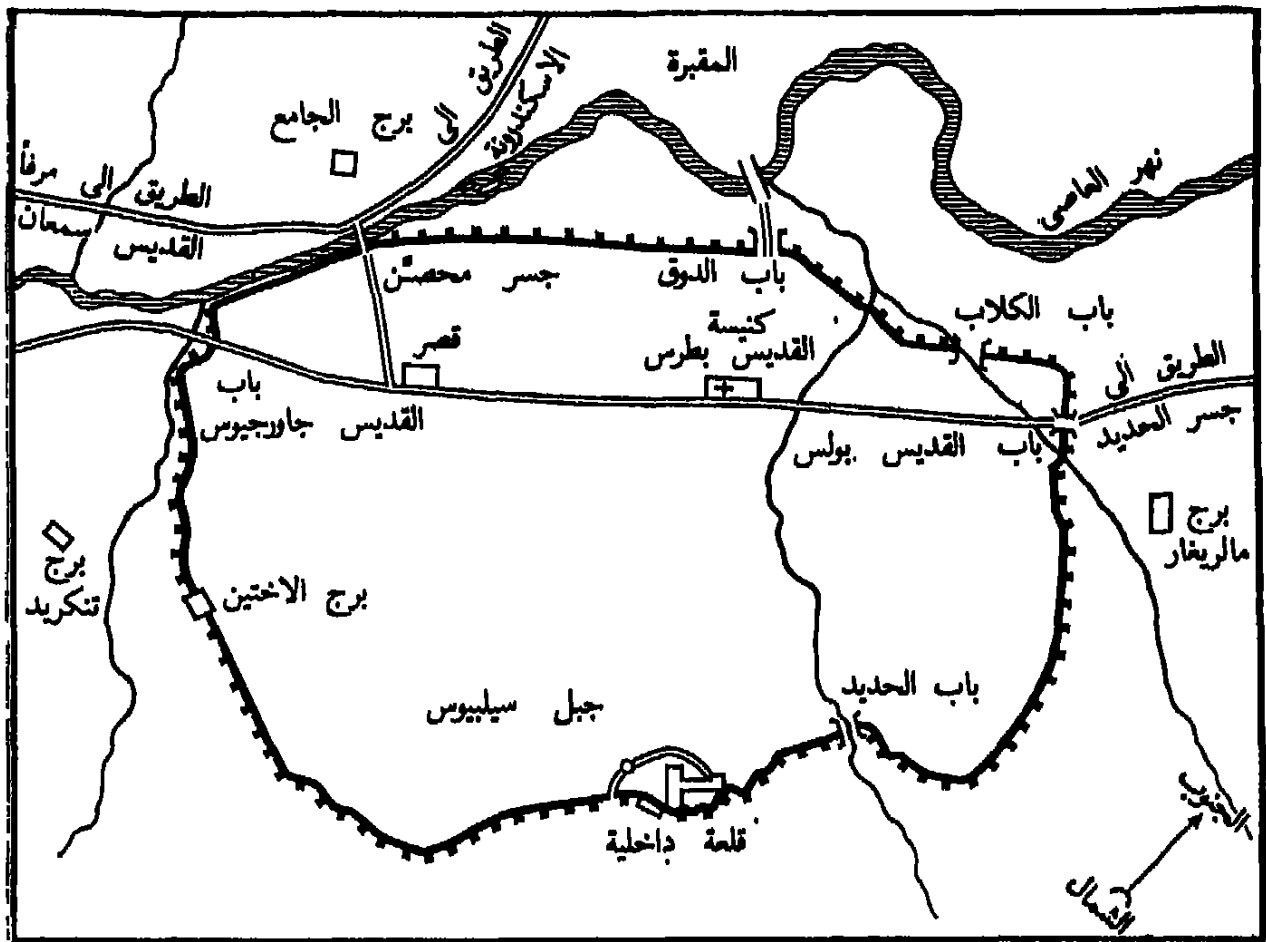 المقبرة
الطريق
الى
الاسكندرونة
برج الجامع
نهر العاصي
الطريق الى مرفأ
القديس سمعان
جسر محصّن
باب الدوق
باب الكلاب
كنيسة
القديس بطرس
قصر
الطريق الى
جسر الحديد
باب
القديس جاورجيوس
باب القديس بولس
برج
مالريغار
برج
تنكريد
برج الاختين
باب الحديد
جبل سيلبيوس
قلعة داخلية
الجنوب
الشمال